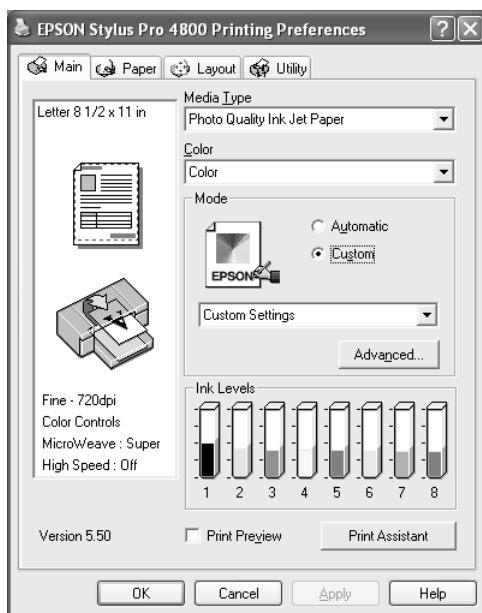 EPSON Stylus Pro 4800 Printing Preferences
Main Paper Layout Utility
Letter 8 1/2 x 11 in
Fine - 720dpi
Color Controls
MicroWeave : Super
High Speed : Off
Version 5.50
Media Type
Photo Quality Ink Jet Paper
Color
Color
Mode
EPSON
Automatic
Custom
Custom Settings
Advanced...
Ink Levels
1 2 3 4 5 6 7 8
Print Preview Print Assistant
OK Cancel Apply Help